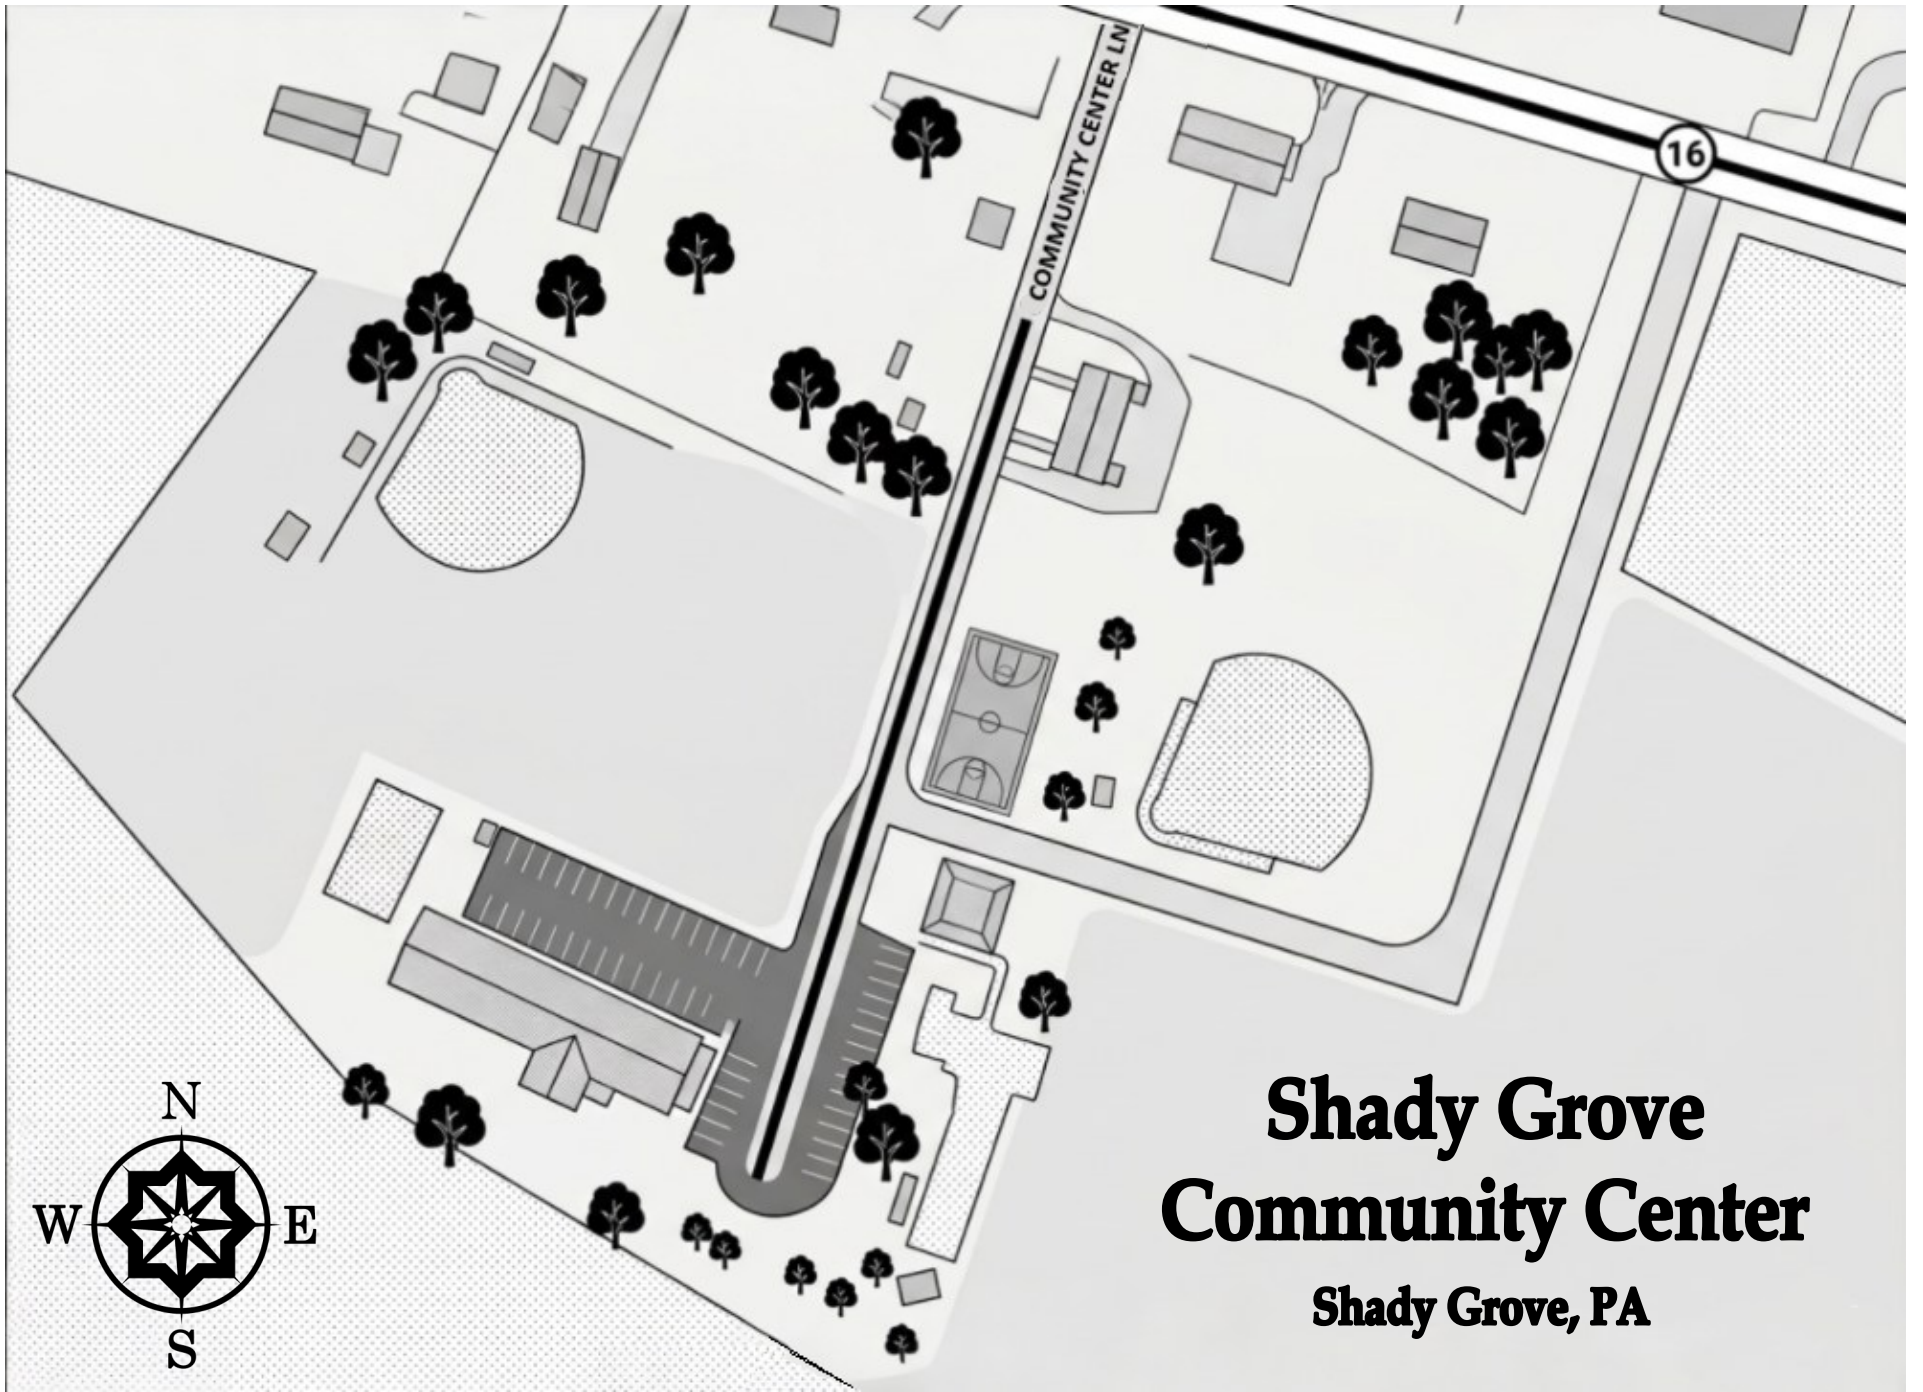 COMMUNITY CENTER LN
16
N
W
E
S
Shady Grove
Community Center
Shady Grove, PA